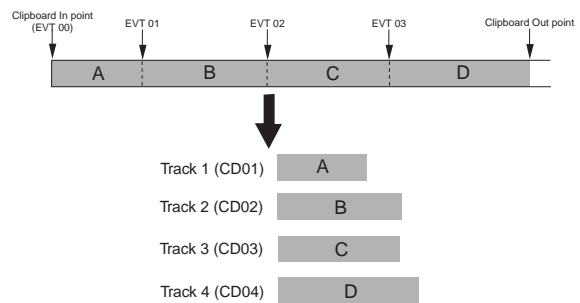 Clipboard In point
(EVT 00)
EVT 01
EVT 02
EVT 03
Clipboard Out point
A
B
C
D
Track 1 (CD01)
A
Track 2 (CD02)
B
Track 3 (CD03)
C
Track 4 (CD04)
D